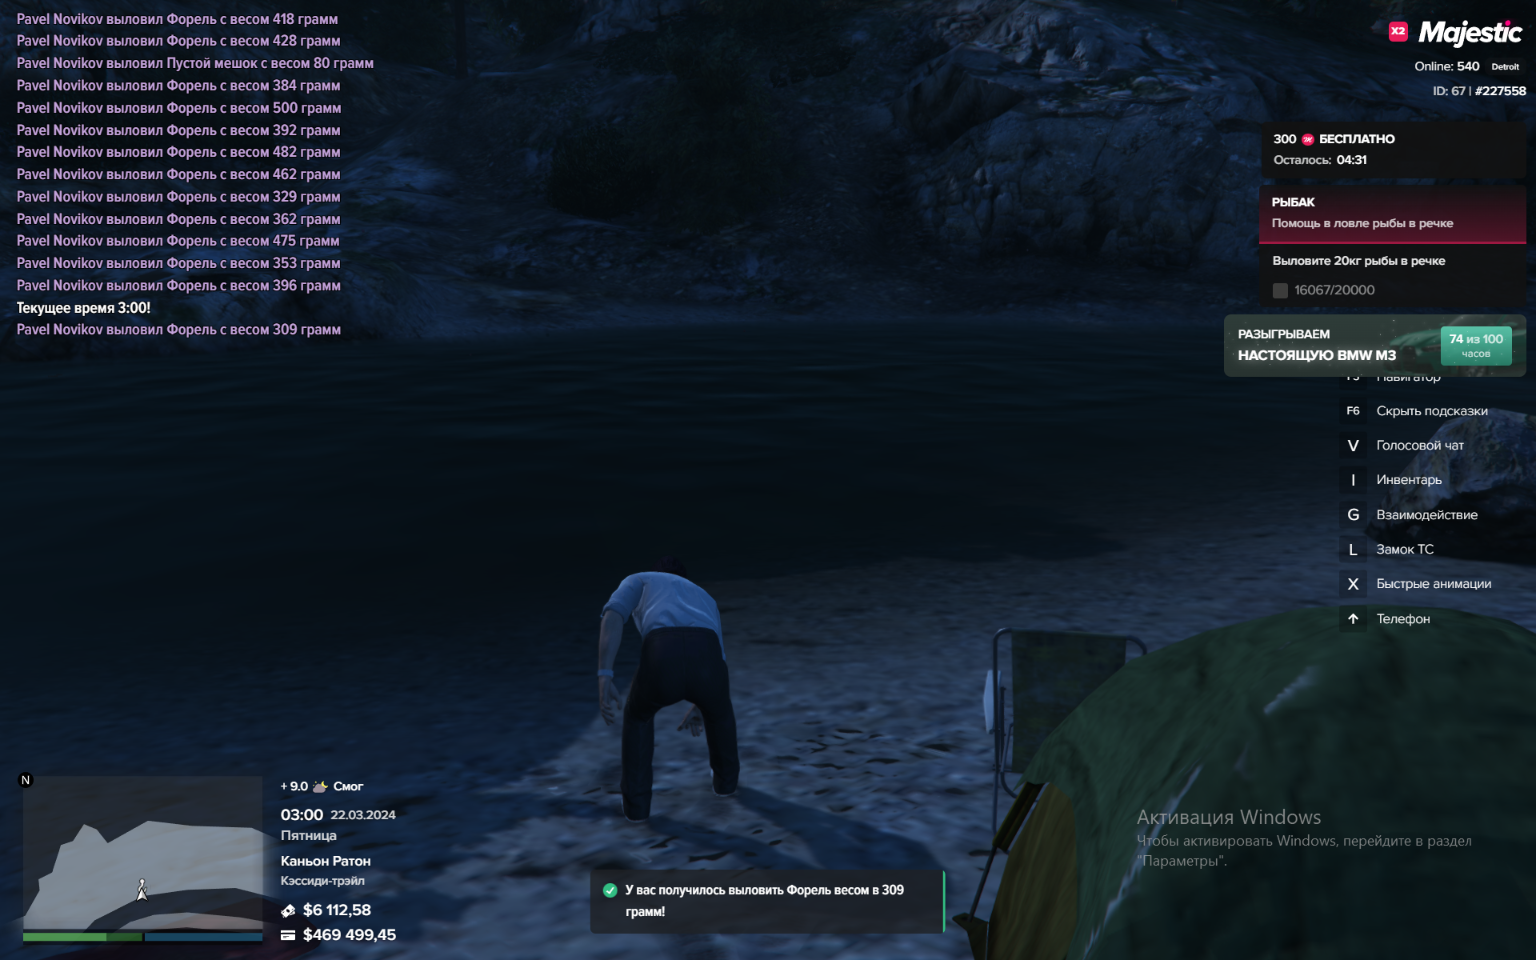 Pavel Novikov выловил Форель с весом 418 грамм
Pavel Novikov выловил Форель с весом 428 грамм
Pavel Novikov выловил Пустой мешок с весом 80 грамм
Pavel Novikov выловил Форель с весом 384 грамм
Pavel Novikov выловил Форель с весом 500 грамм
Pavel Novikov выловил Форель с весом 392 грамм
Pavel Novikov выловил Форель с весом 482 грамм
Pavel Novikov выловил Форель с весом 462 грамм
Pavel Novikov выловил Форель с весом 329 грамм
Pavel Novikov выловил Форель с весом 362 грамм
Pavel Novikov выловил Форель с весом 475 грамм
Pavel Novikov выловил Форель с весом 353 грамм
Pavel Novikov выловил Форель с весом 396 грамм
Текущее время 3:00!
Pavel Novikov выловил Форель с весом 309 грамм
X2 Majestic
Online: 540 Detroit
ID: 67 | #227558
300 БЕСПЛАТНО
Осталось: 04:31
РЫБАК
Помощь в ловле рыбы в речке
Выловите 20кг рыбы в речке
16067/20000
РАЗЫГРЫВАЕМ
НАСТОЯЩУЮ BMW M3
74 из 100
часов
Навигатор
F6 Скрыть подсказки
V Голосовой чат
I Инвентарь
G Взаимодействие
L Замок ТС
X Быстрые анимации
Телефон
N
+ 9.0 Смог
03:00 22.03.2024
Пятница
Каньон Ратон
Кэссиди-трэйл
$6 112,58
$469 499,45
У вас получилось выловить Форель весом в 309
грамм!
Активация Windows
Чтобы активировать Windows, перейдите в раздел
"Параметры".